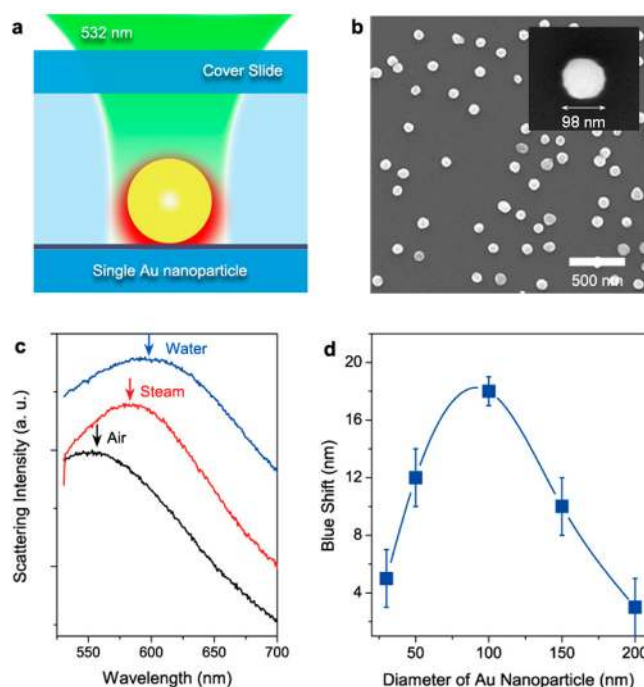 a
532 nm
Cover Slide
Single Au nanoparticle
b
98 nm
500 nm
c
Water
Steam
Air
Scattering Intensity (a. u.)
550 600 650 700
Wavelength (nm)
d
20
16
12
8
4
Blue Shift (nm)
50 100 150 200
Diameter of Au Nanoparticle (nm)